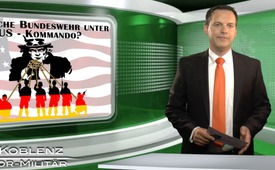 CHE BUNDESWEHR UNTER
US - KOMMANDO?
KOBLENZ
OR-MILITÄR